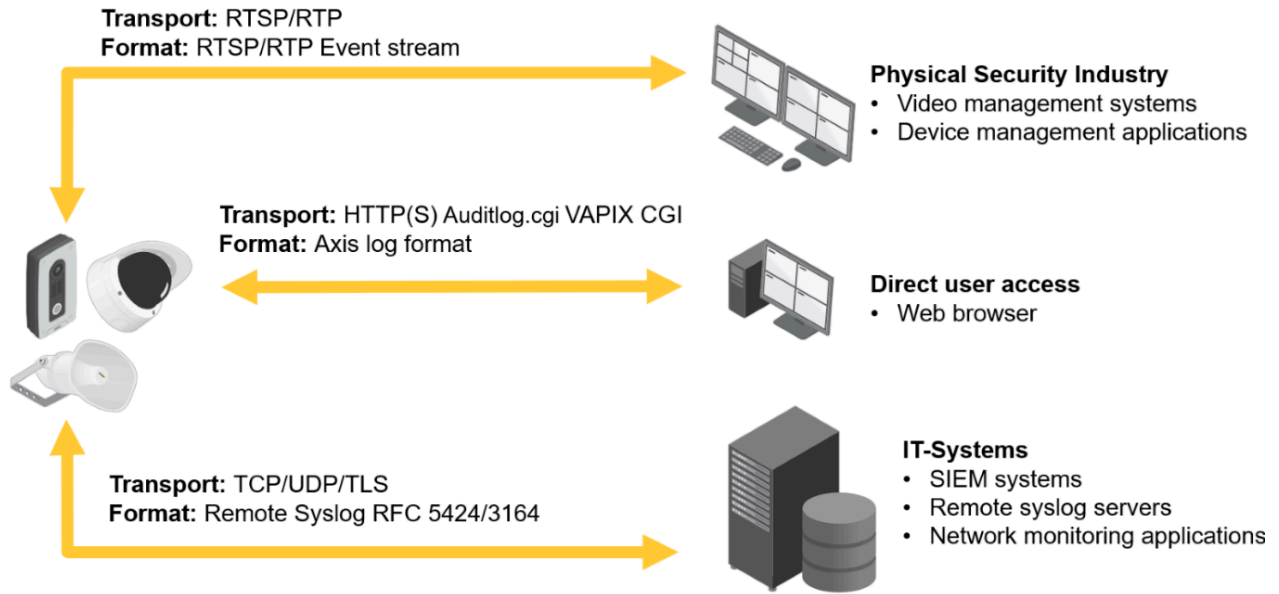 Transport: RTSP/RTP
Format: RTSP/RTP Event stream
Physical Security Industry
• Video management systems
• Device management applications
Transport: HTTP(S) Auditlog.cgi VAPIX CGI
Format: Axis log format
Direct user access
• Web browser
IT-Systems
• SIEM systems
• Remote syslog servers
• Network monitoring applications
Transport: TCP/UDP/TLS
Format: Remote Syslog RFC 5424/3164